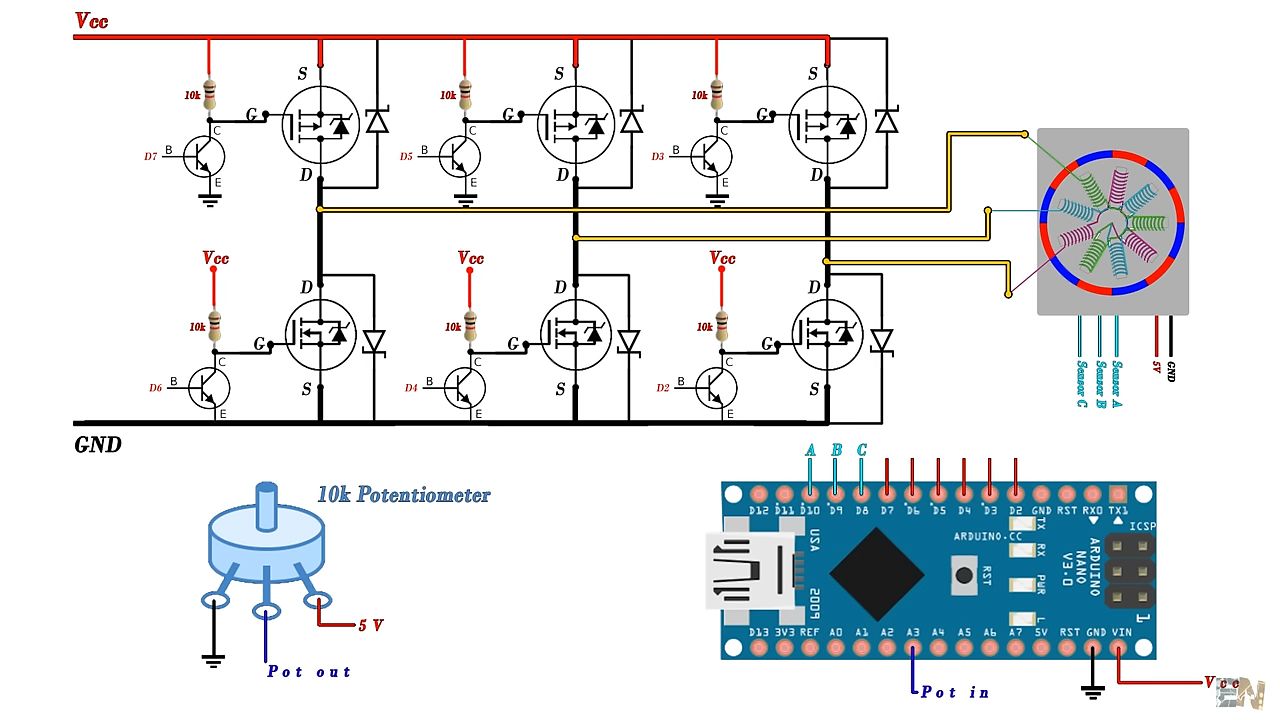 Vcc
S
S
S
10k
10k
10k
G
G
G
C
C
C
D7
B
D5
B
D3
B
D
D
D
E
E
E
Vcc
Vcc
Vcc
D
D
D
10k
10k
10k
G
G
G
C
C
C
D6
B
D4
B
D2
B
S
S
S
E
E
E
GND
Sensor C
Sensor B
Sensor A
5V
GND
10k Potentiometer
5 V
Pot out
A B C
D12 D11 D10 D9 D8 D7 D6 D5 D4 D3 D2 GND RST RX0 TX1
USA
2009
ARDUINO.CC
TX
RX
PWR
L
RST
ARDUINO
NANO
V3.0
ICSP
1
D13 3V3 REF A0 A1 A2 A3 A4 A5 A6 A7 5V RST GND VIN
Pot in
Vcc
EN